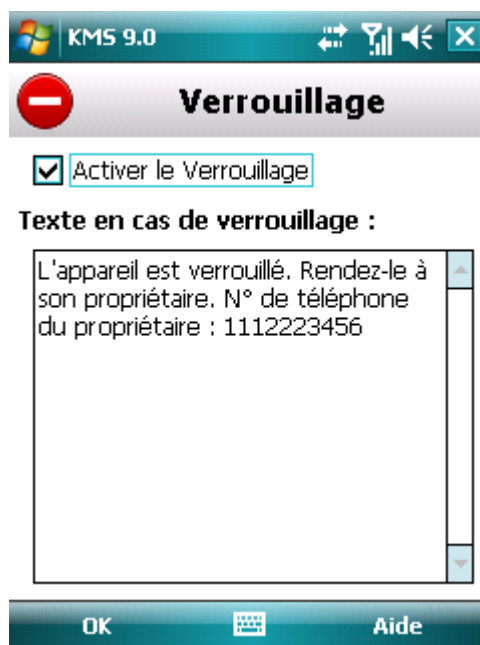 KMS 9.0
Verrouillage
Activer le Verrouillage
Texte en cas de verrouillage :
L'appareil est verrouillé. Rendez-le à
son propriétaire. N° de téléphone
du propriétaire : 1112223456
OK
Aide